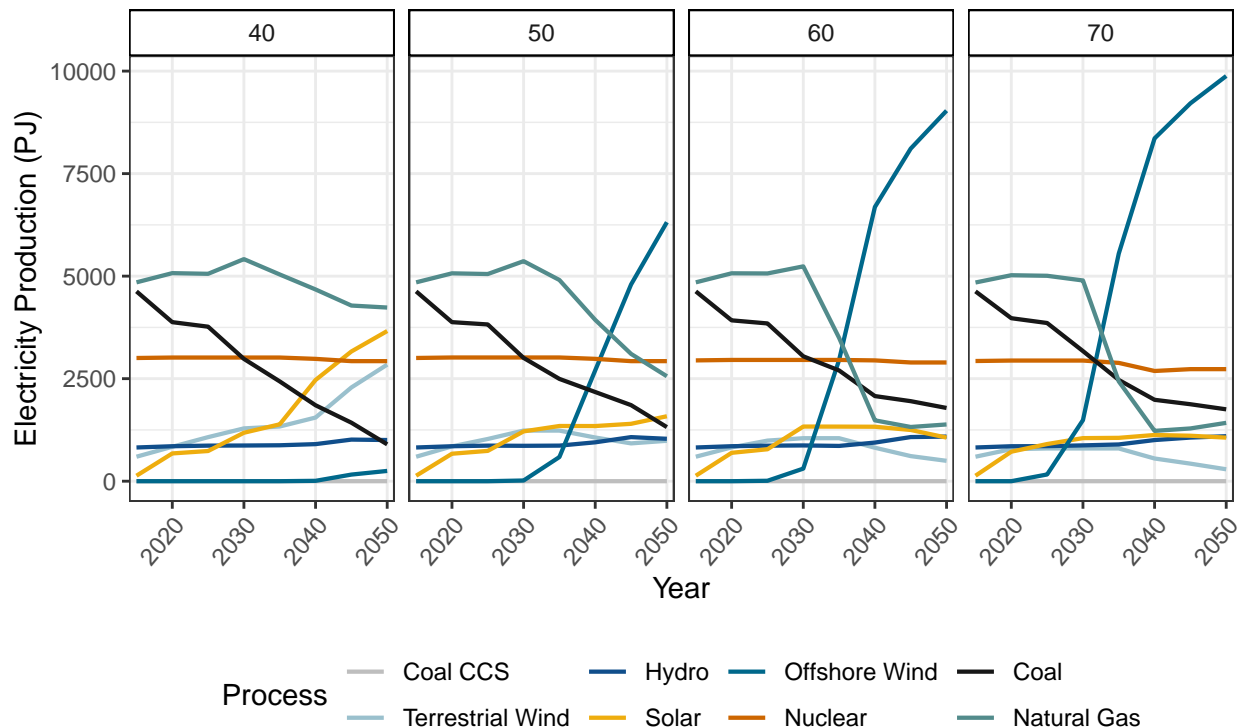 40 50 60 70
10000
7500
5000
2500
0
Electricity Production (PJ)
2020 2030 2040 2050 2020 2030 2040 2050 2020 2030 2040 2050 2020 2030 2040 2050
Year
Process
Coal CCS Hydro Offshore Wind Coal
Terrestrial Wind Solar Nuclear Natural Gas